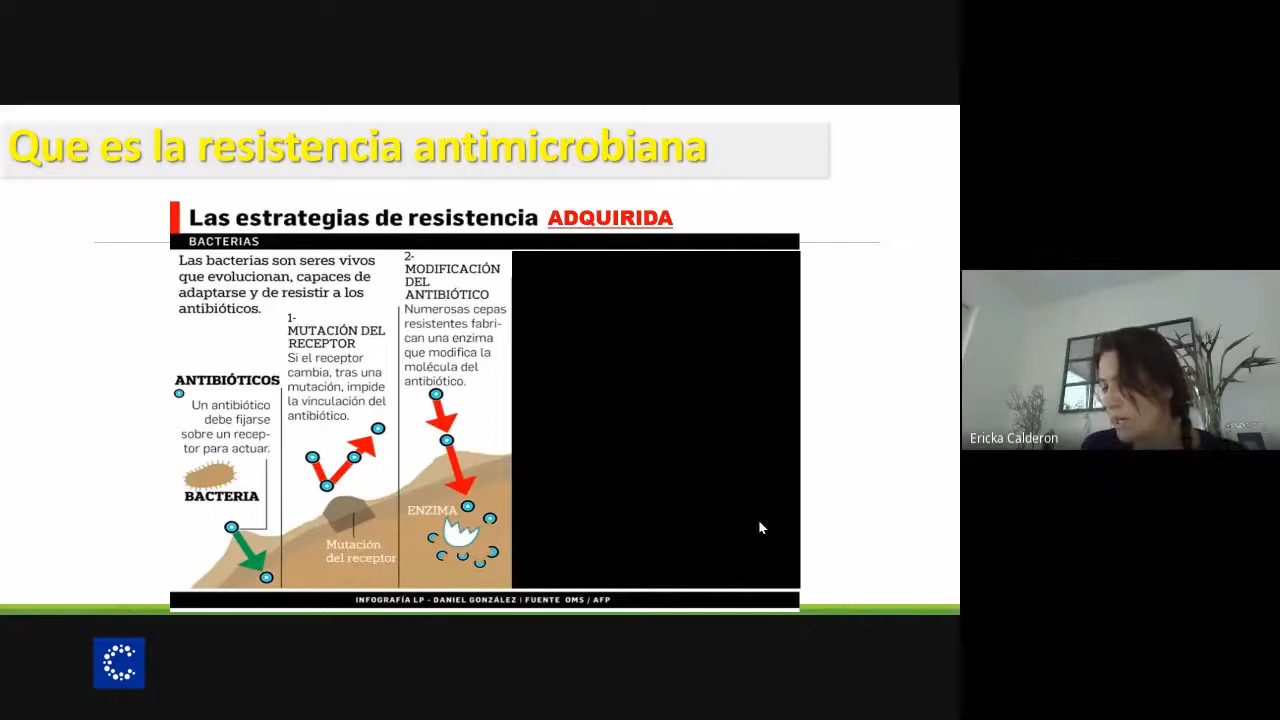 Que es la resistencia antimicrobiana
Las estrategias de resistencia ADQUIRIDA
BACTERIAS
Las bacterias son seres vivos
que evolucionan, capaces de
adaptarse y de resistir a los
antibióticos.
ANTIBIÓTICOS
Un antibiótico
debe fijarse
sobre un recep-
tor para actuar.
BACTERIA
1-
MUTACIÓN DEL
RECEPTOR
Si el receptor
cambia, tras una
mutación, impide
la vinculación del
antibiótico.
Mutación
del receptor
2-
MODIFICACIÓN
DEL
ANTIBIÓTICO
Numerosas cepas
resistentes fabri-
can una enzima
que modifica la
molécula del
antibiótico.
ENZIMA
INFOGRAFÍA LP - DANIEL GONZÁLEZ | FUENTE OMS / AFP
Ericka Calderon